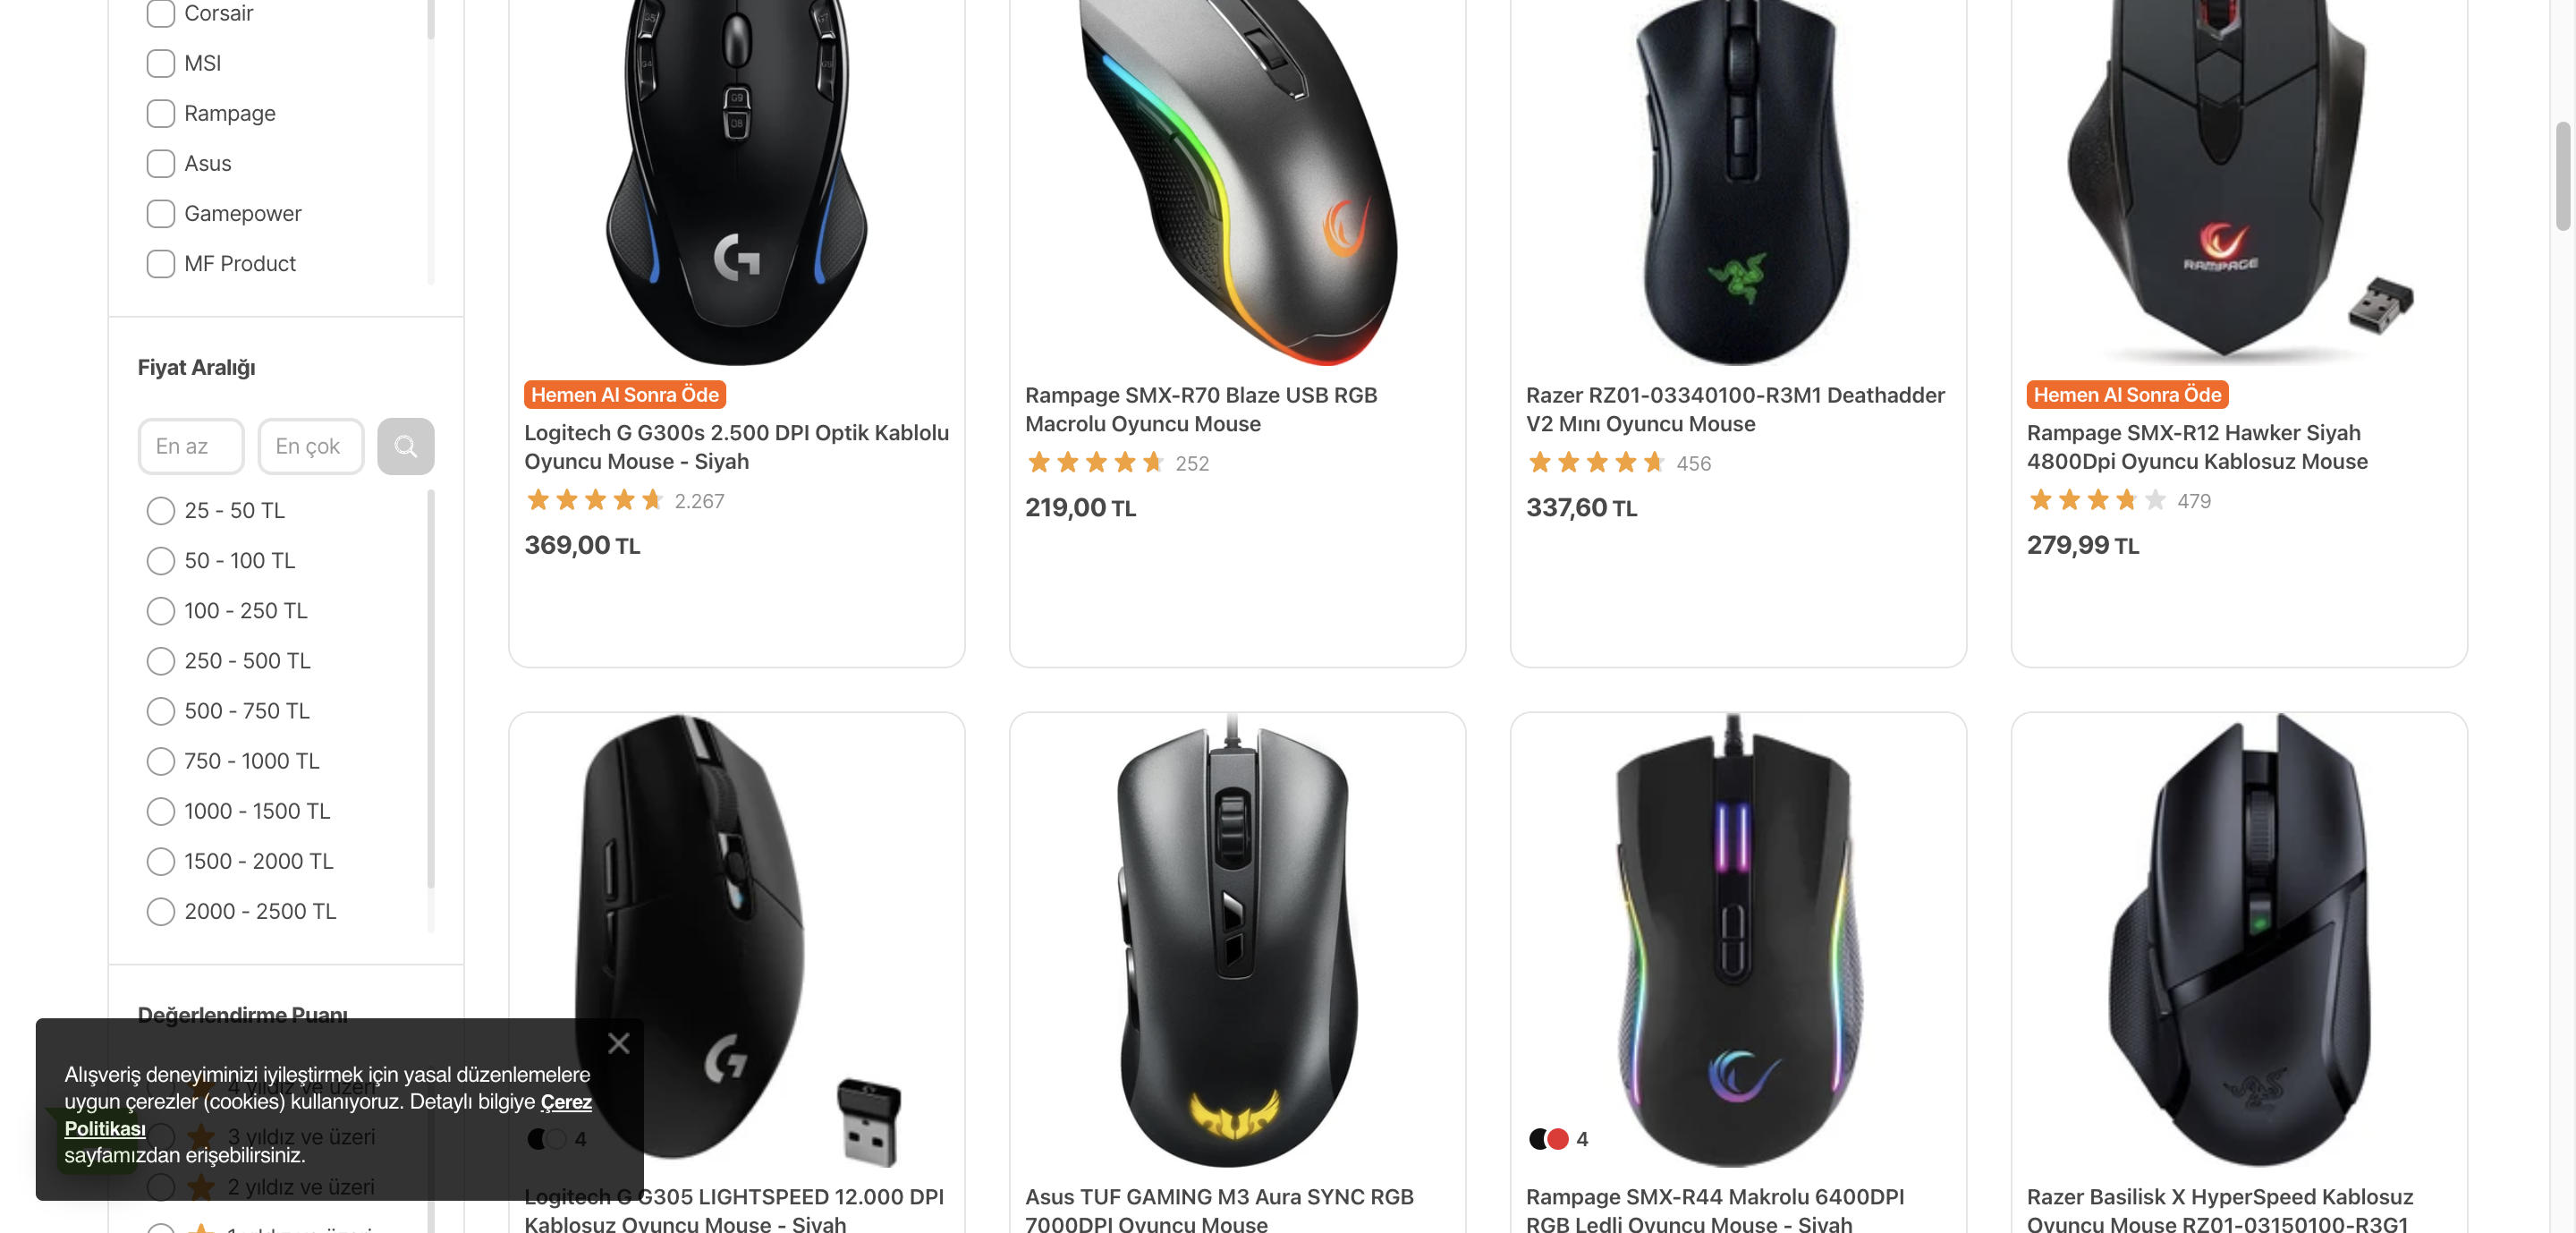 Corsair
MSI
Rampage
Asus
Gamepower
MF Product
Fiyat Aralığı
En az
En çok
25 - 50 TL
50 - 100 TL
100 - 250 TL
250 - 500 TL
500 - 750 TL
750 - 1000 TL
1000 - 1500 TL
1500 - 2000 TL
2000 - 2500 TL
Değerlendirme Puanı
4 yıldız ve üzeri
3 yıldız ve üzeri
2 yıldız ve üzeri
Alışveriş deneyiminizi iyileştirmek için yasal düzenlemelere
uygun çerezler (cookies) kullanıyoruz. Detaylı bilgiye Çerez
Politikası
sayfamızdan erişebilirsiniz.
G9
G8
Hemen Al Sonra Öde
Logitech G G300s 2.500 DPI Optik Kablolu
Oyuncu Mouse - Siyah
2.267
369,00 TL
Rampage SMX-R70 Blaze USB RGB
Macrolu Oyuncu Mouse
252
219,00 TL
Razer RZ01-03340100-R3M1 Deathadder
V2 Mını Oyuncu Mouse
456
337,60 TL
RAMPAGE
Hemen Al Sonra Öde
Rampage SMX-R12 Hawker Siyah
4800Dpi Oyuncu Kablosuz Mouse
479
279,99 TL
4
Logitech G G305 LIGHTSPEED 12.000 DPI
Kablosuz Oyuncu Mouse - Siyah
Asus TUF GAMING M3 Aura SYNC RGB
7000DPI Oyuncu Mouse
4
Rampage SMX-R44 Makrolu 6400DPI
RGB Ledli Oyuncu Mouse - Siyah
Razer Basilisk X HyperSpeed Kablosuz
Oyuncu Mouse RZ01-03150100-R3G1